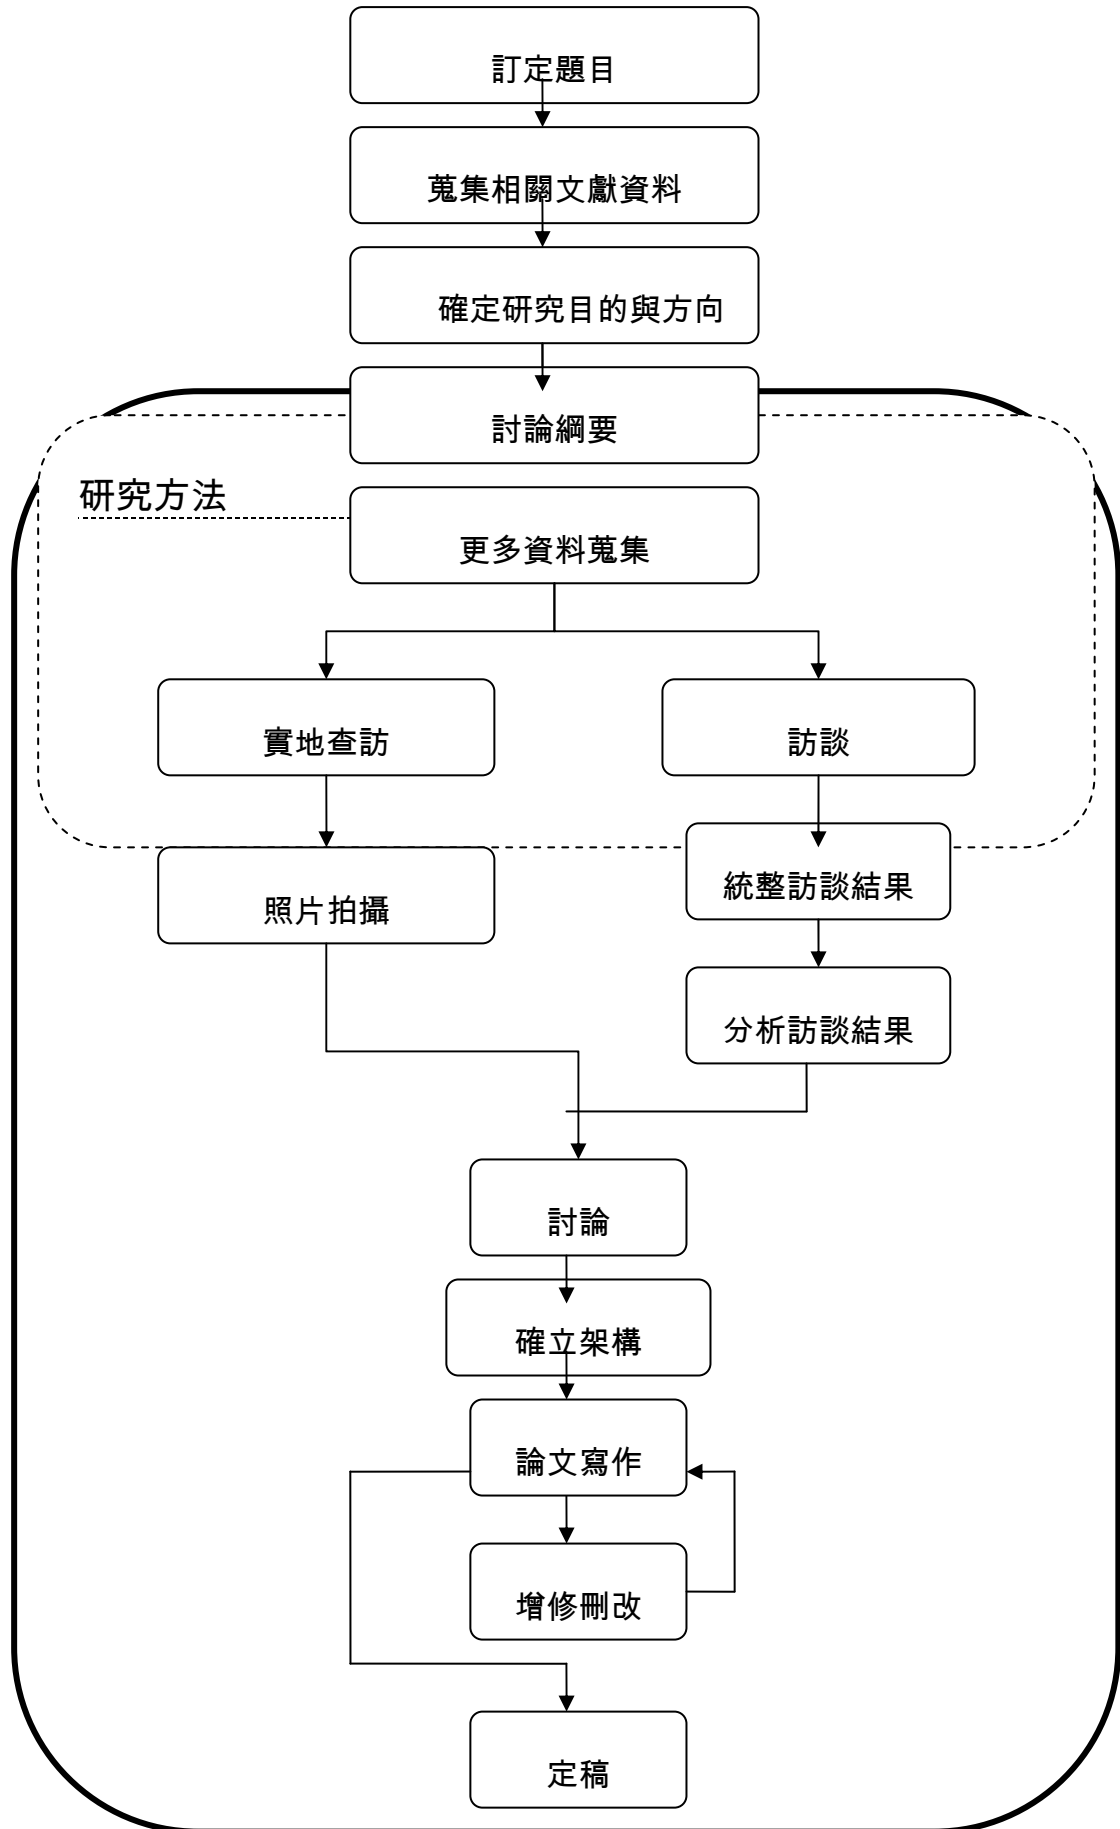 訂定題目
蒐集相關文獻資料
確定研究目的與方向
討論綱要
研究方法
更多資料蒐集
實地查訪
訪談
照片拍攝
統整訪談結果
分析訪談結果
討論
確立架構
論文寫作
增修刪改
定稿